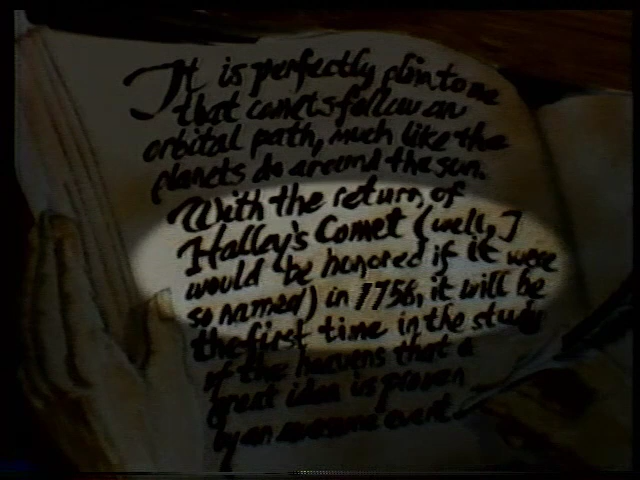 It is perfectly plain to me
that comets follow an
orbital path, much like the
planets do around the sun.
With the return of
Halley's Comet (well, I
would be honored if it were
so named) in 1756, it will be
the first time in the study
of the heavens that a
great idea is proven
by an awesome event.